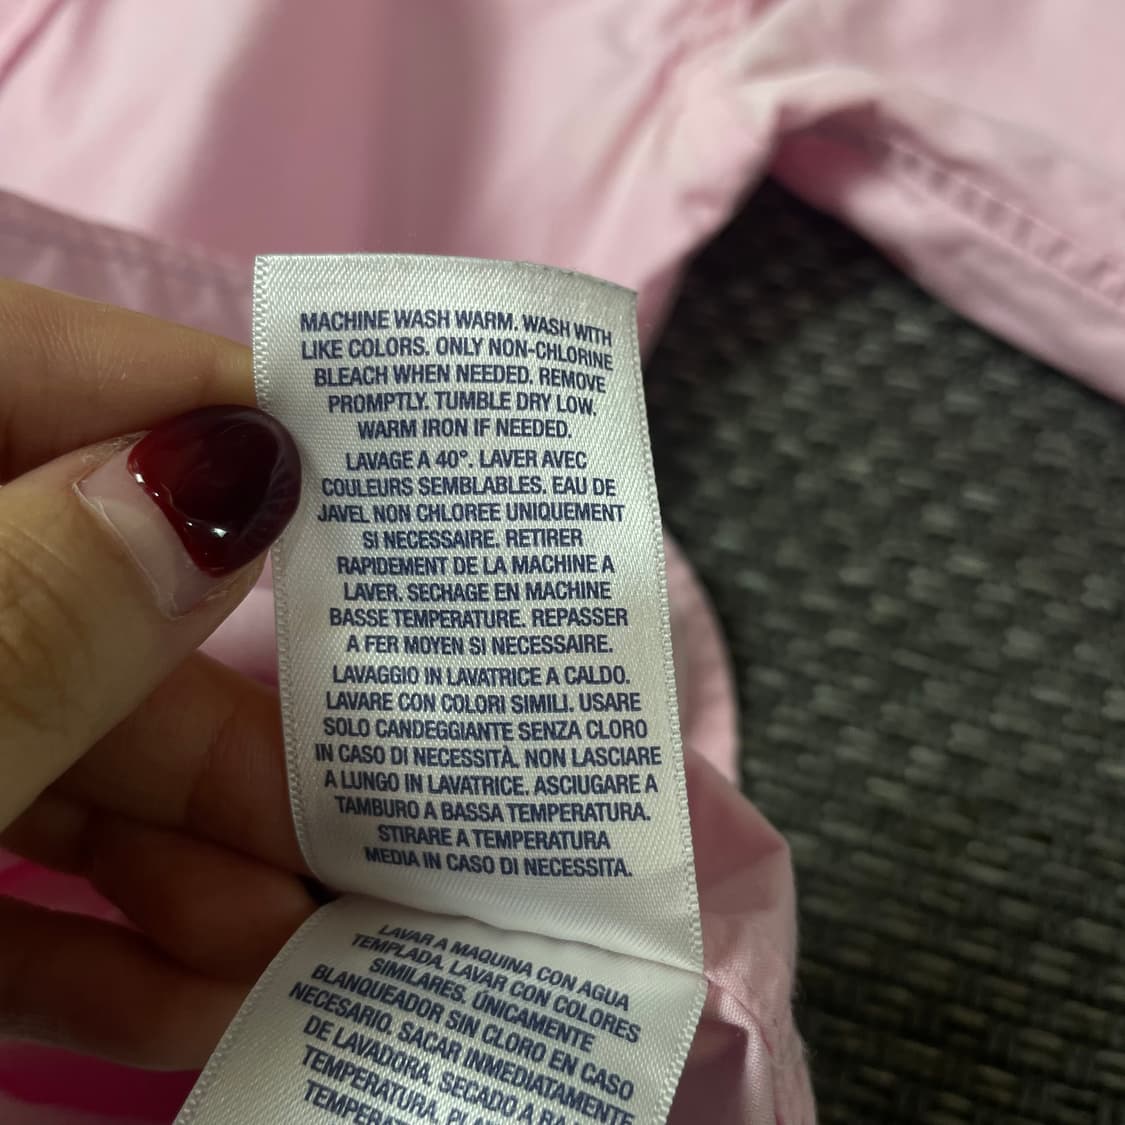 MACHINE WASH WARM. WASH WITH
LIKE COLORS. ONLY NON-CHLORINE
BLEACH WHEN NEEDED. REMOVE
PROMPTLY. TUMBLE DRY LOW.
WARM IRON IF NEEDED.
LAVAGE A 40°. LAVER AVEC
COULEURS SEMBLABLES. EAU DE
JAVEL NON CHLOREE UNIQUEMENT
SI NECESSAIRE. RETIRER
RAPIDEMENT DE LA MACHINE A
LAVER. SECHAGE EN MACHINE
BASSE TEMPERATURE. REPASSER
A FER MOYEN SI NECESSAIRE.
LAVAGGIO IN LAVATRICE A CALDO.
LAVARE CON COLORI SIMILI. USARE
SOLO CANDEGGIANTE SENZA CLORO
IN CASO DI NECESSITÀ. NON LASCIARE
A LUNGO IN LAVATRICE. ASCIUGARE A
TAMBURO A BASSA TEMPERATURA.
STIRARE A TEMPERATURA
MEDIA IN CASO DI NECESSITA.
LAVAR A MAQUINA CON AGUA
TEMPLADA. LAVAR CON COLORES
SIMILARES. ÚNICAMENTE
BLANQUEADOR SIN CLORO EN CASO
NECESARIO. SACAR INMEDIATAMENTE
DE LAVADORA. SECADO A
TEMPERATURA.